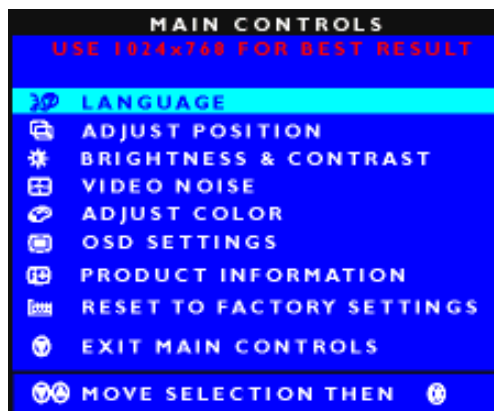 MAIN CONTROLS
USE 1024x768 FOR BEST RESULT
LANGUAGE
ADJUST POSITION
BRIGHTNESS & CONTRAST
VIDEO NOISE
ADJUST COLOR
OSD SETTINGS
PRODUCT INFORMATION
RESET TO FACTORY SETTINGS
EXIT MAIN CONTROLS
MOVE SELECTION THEN